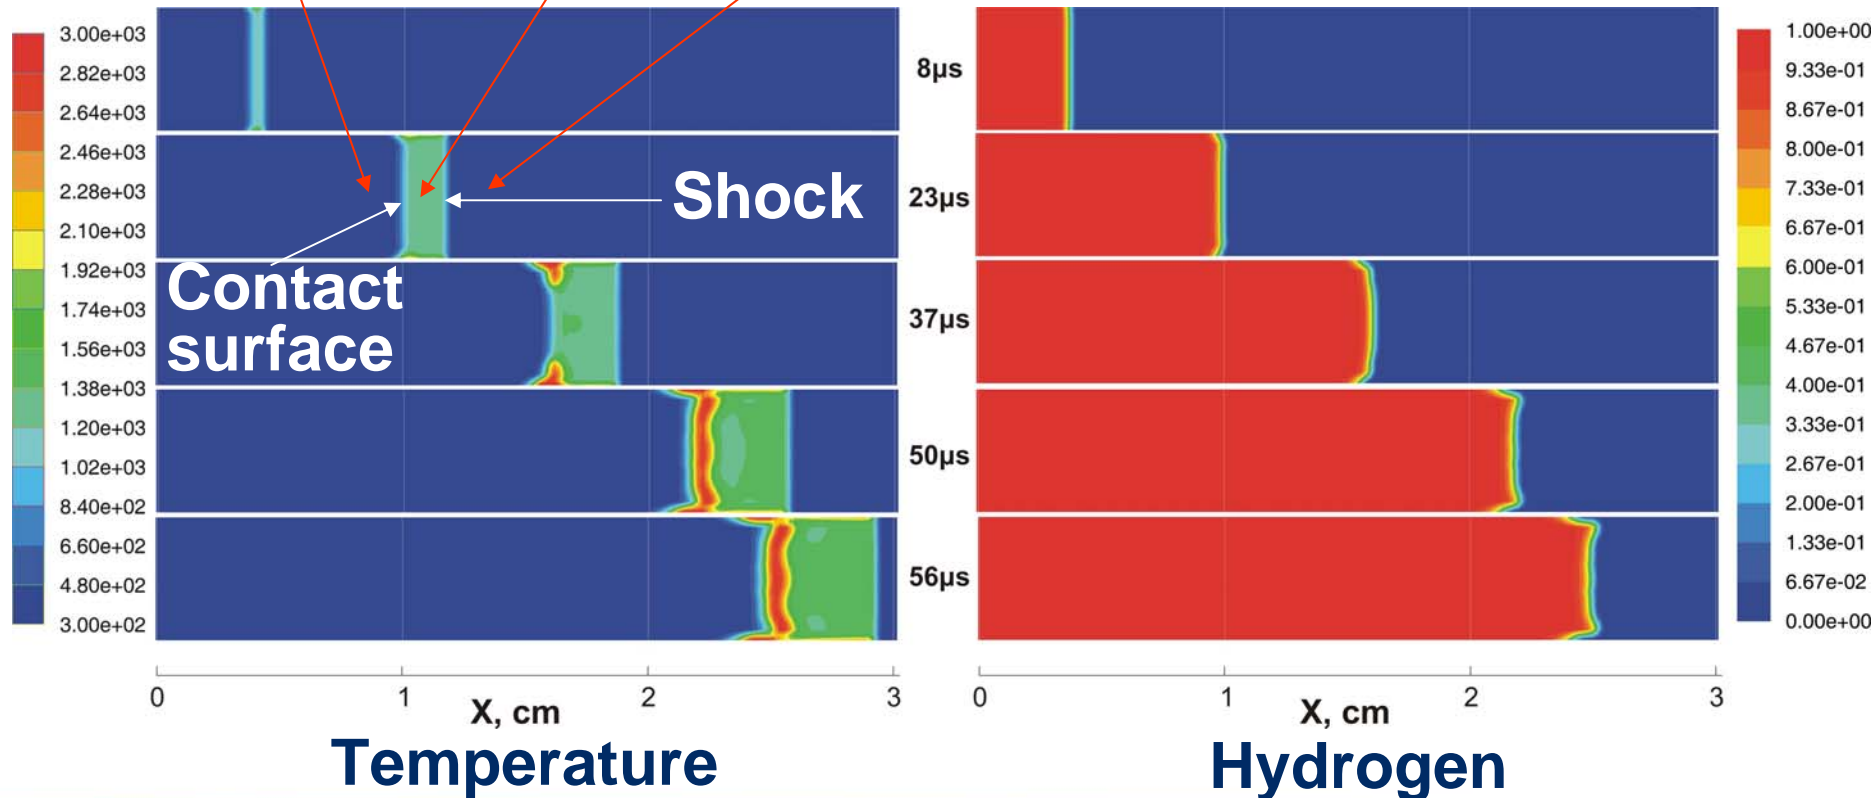 3.00e+03
2.82e+03
2.64e+03
2.46e+03
2.28e+03
2.10e+03
1.92e+03
1.74e+03
1.56e+03
1.38e+03
1.20e+03
1.02e+03
8.40e+02
6.60e+02
4.80e+02
3.00e+02
Shock
Contact
surface
0 1 2 3
X, cm
Temperature
8µs
23µs
37µs
50µs
56µs
0 1 2 3
X, cm
Hydrogen
1.00e+00
9.33e-01
8.67e-01
8.00e-01
7.33e-01
6.67e-01
6.00e-01
5.33e-01
4.67e-01
4.00e-01
3.33e-01
2.67e-01
2.00e-01
1.33e-01
6.67e-02
0.00e+00